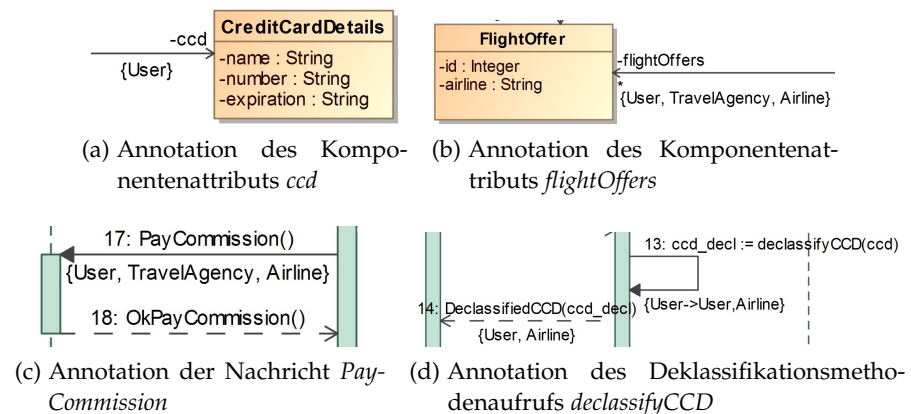 CreditCardDetails
-ccd
{User}
-name : String
-number : String
-expiration : String
FlightOffer
-id : Integer
-airline : String
-flightOffers
*
{User, TravelAgency, Airline}
(a) Annotation des Kompo-
nentenattributs ccd
(b) Annotation des Komponentenat-
tributs flightOffers
17: PayCommission()
{User, TravelAgency, Airline}
18: OkPayCommission()
13: ccd_decl := declassifyCCD(ccd)
{User->User,Airline}
14: DeclassifiedCCD(ccd_decl)
{User, Airline}
(c) Annotation der Nachricht Pay-
Commission
(d) Annotation des Deklassifikationsmetho-
denaufrufs declassifyCCD